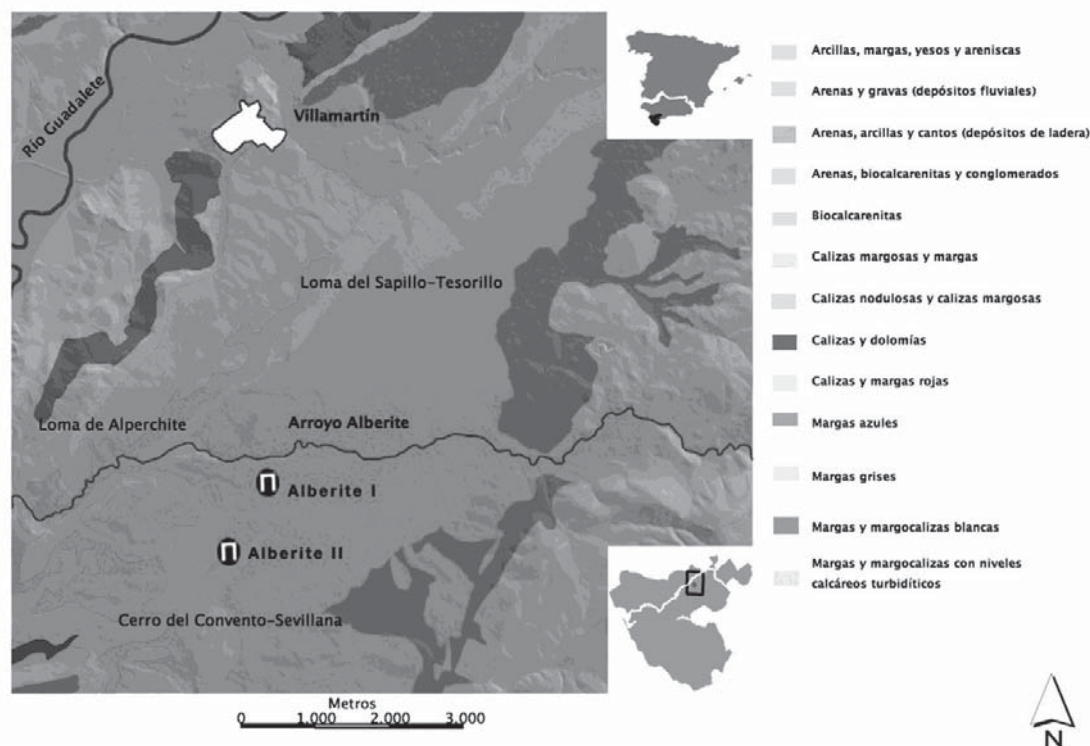 Río Guadalete
Villamartín
Loma del Sapillo-Tesorillo
Loma de Alperchite
Arroyo Alberite
Alberite I
Alberite II
Cerro del Convento-Sevillana
Metros
0 1.000 2.000 3.000
Arcillas, margas, yesos y areniscas
Arenas y gravas (depósitos fluviales)
Arenas, arcillas y cantos (depósitos de ladera)
Arenas, biocalcarenitas y conglomerados
Biocalcarenitas
Calizas margosas y margas
Calizas nodulosas y calizas margosas
Calizas y dolomías
Calizas y margas rojas
Margas azules
Margas grises
Margas y margocalizas blancas
Margas y margocalizas con niveles
calcáreos turbidíticos
N